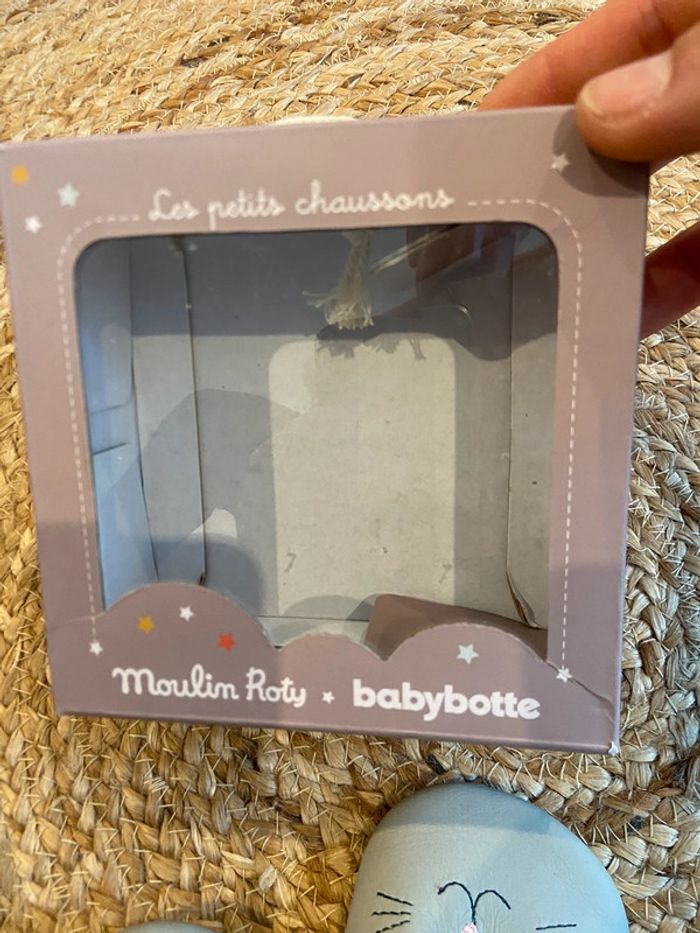 Les petits chaussons
Moulin Roty ★ babybotte